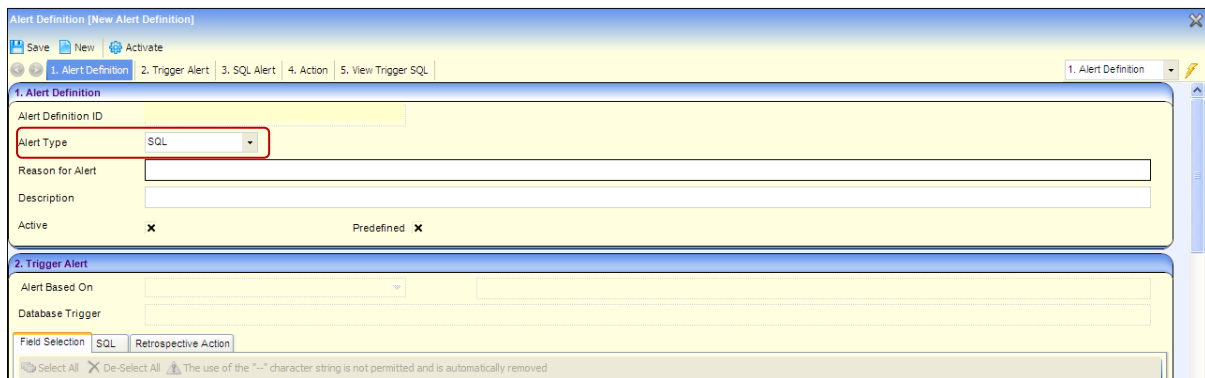 Alert Definition [New Alert Definition]
Save New Activate
1. Alert Definition 2. Trigger Alert 3. SQL Alert 4. Action 5. View Trigger SQL 1. Alert Definition
1. Alert Definition
Alert Definition ID
Alert Type SQL
Reason for Alert
Description
Active Predefined
2. Trigger Alert
Alert Based On
Database Trigger
Field Selection SQL Retrospective Action
Select All De-Select All The use of the "--" character string is not permitted and is automatically removed